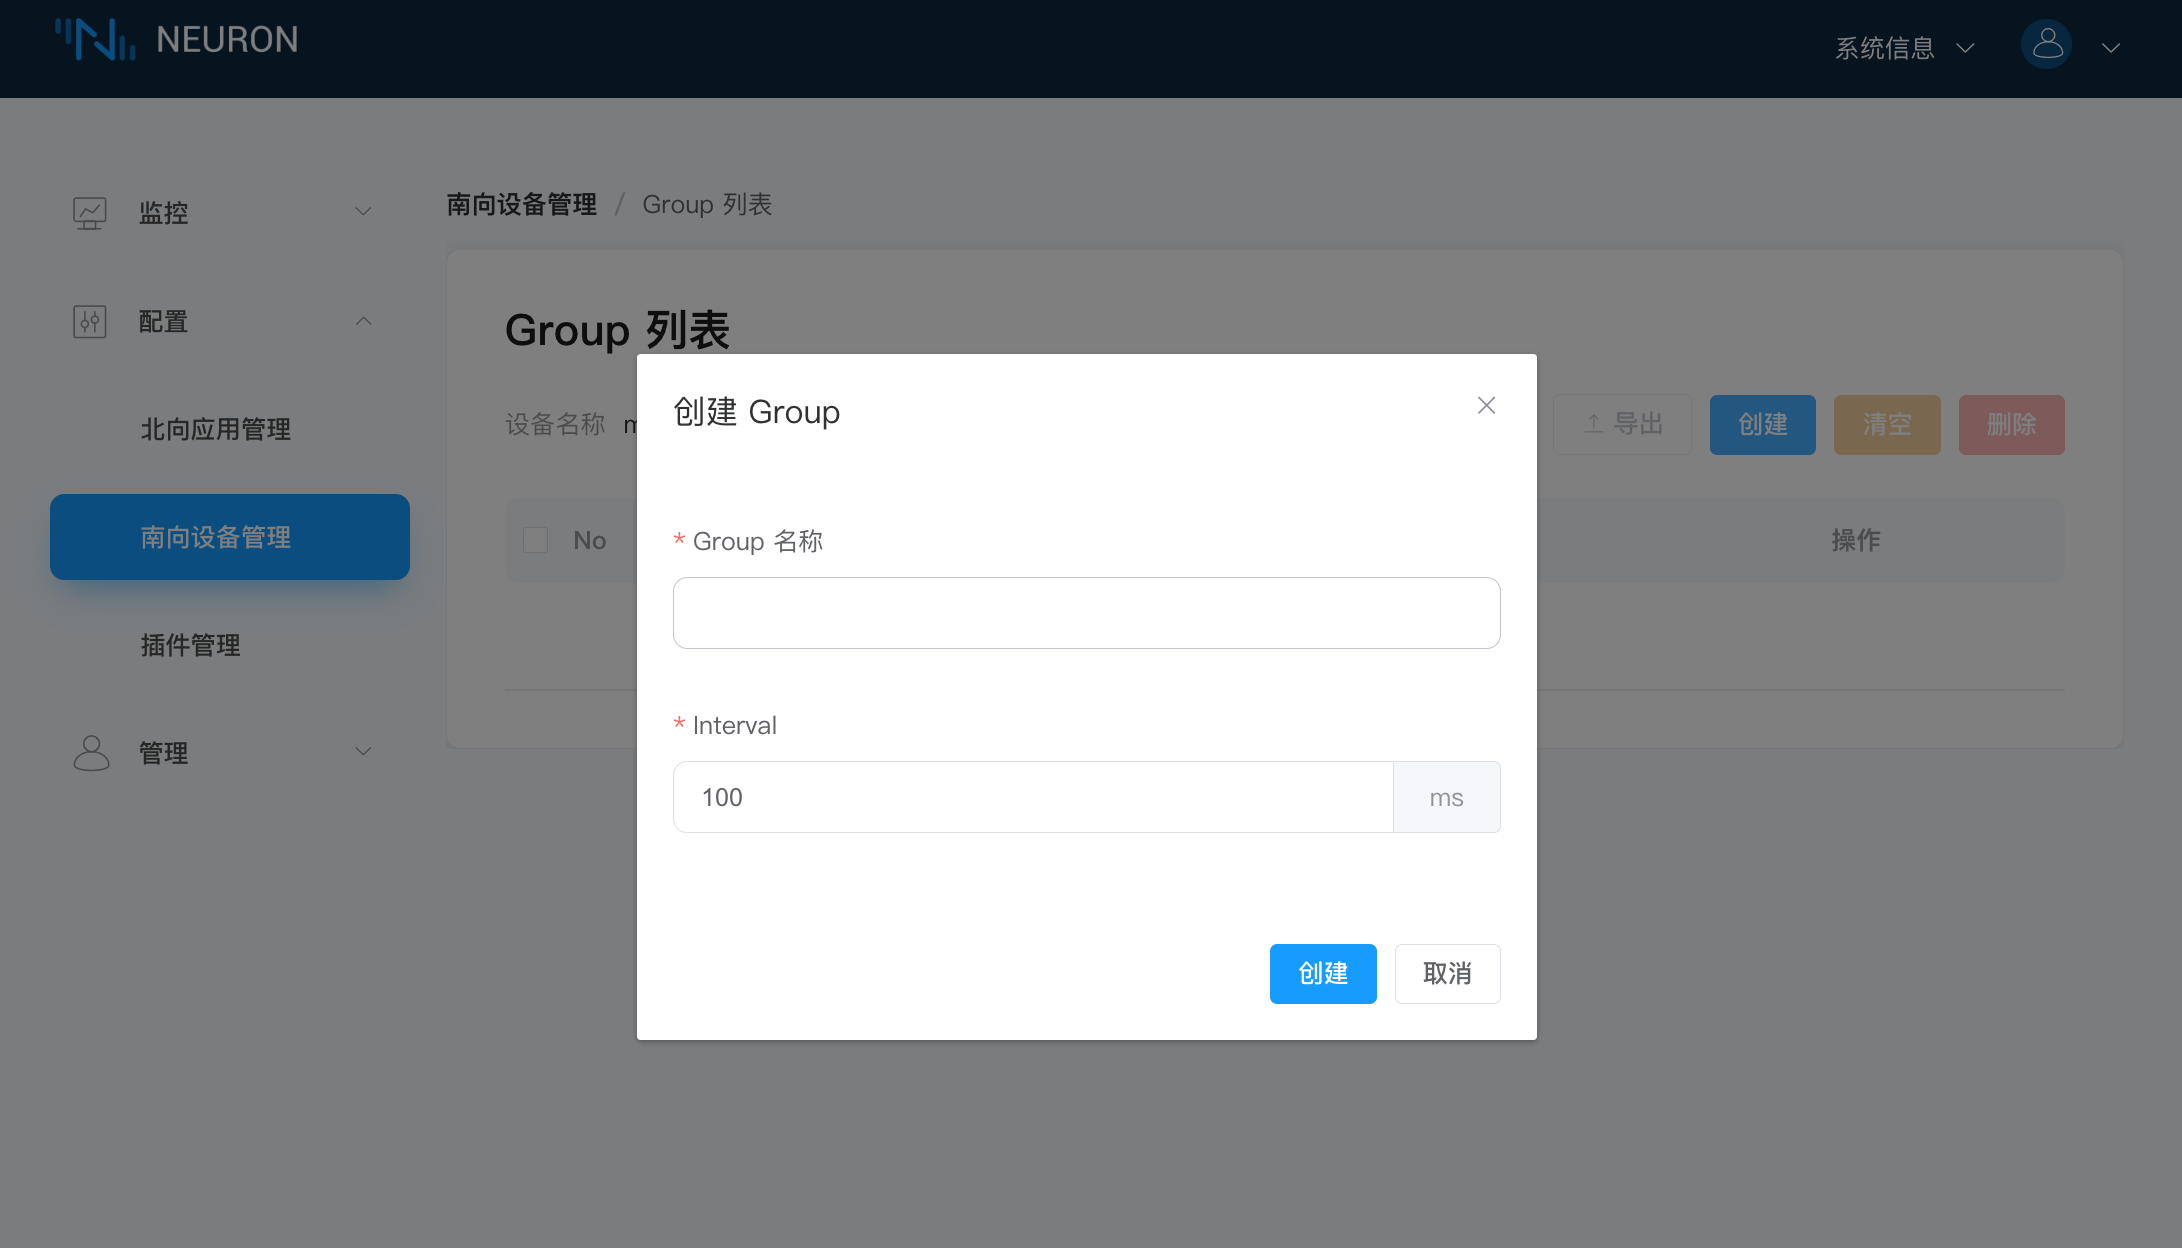 NEURON
系统信息
监控
配置
北向应用管理
南向设备管理
插件管理
管理
南向设备管理 / Group 列表
Group 列表
设备名称
导出
创建
清空
删除
No
操作
创建 Group
* Group 名称
* Interval
100
ms
创建
取消